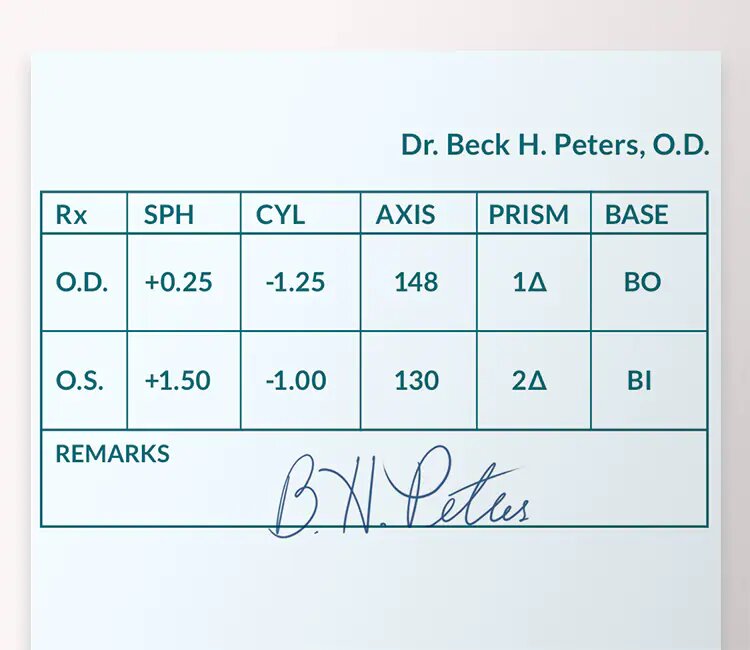 Dr. Beck H. Peters, O.D.
Rx SPH CYL AXIS PRISM BASE
O.D. +0.25 -1.25 148 1Δ BO
O.S. +1.50 -1.00 130 2Δ BI
REMARKS
B. H. Peters